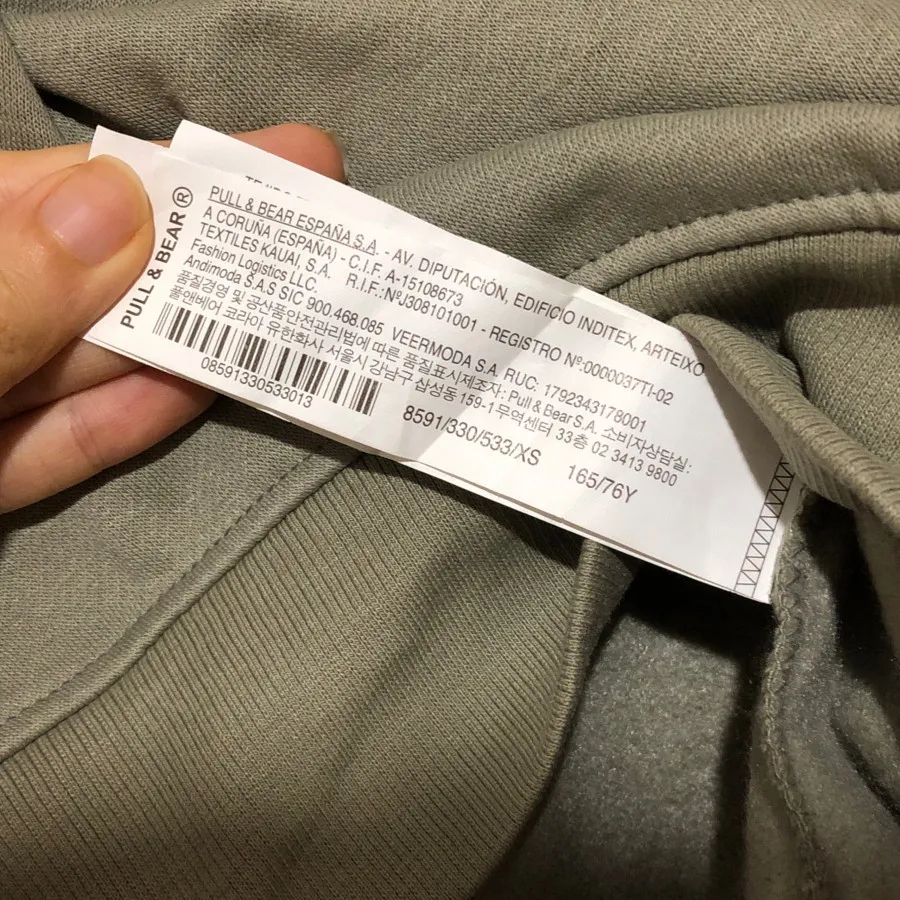 PULL & BEAR®
PULL & BEAR ESPAÑA S.A. - AV. DIPUTACIÓN, EDIFICIO INDITEX, ARTEIXO
A CORUÑA (ESPAÑA) - C.I.F. A-15108673
TEXTILES KAUAI, S.A. R.I.F.:NºJ308101001 - REGISTRO Nº:0000037TI-02
Fashion Logistics LI, LLC.
Andimoda S.A.S SIC 900.468.085 VEERMODA S.A. RUC: 1792343178001
품질경영 및 공산품안전관리법에 따른 품질표시제조자: Pull & Bear S.A. 소비자상담실:
풀앤베어 코리아 유한회사 서울시 강남구 삼성동 159-1 무역센터 33층 02 3413 9800
08591330533013
8591/330/533/XS 165/76Y